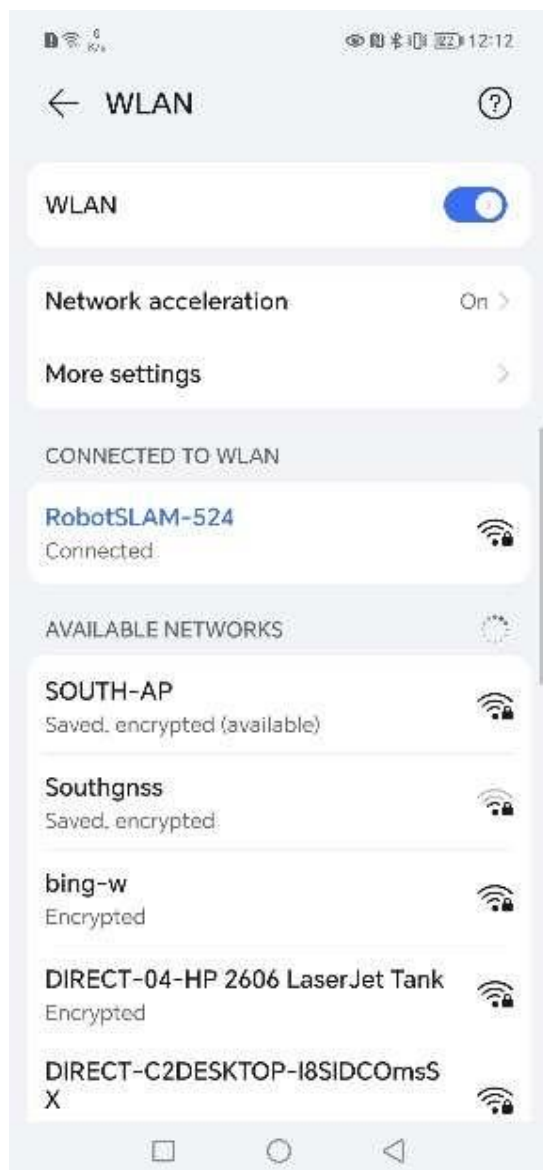 0
K/s
12:12
WLAN
WLAN
Network acceleration
On
More settings
CONNECTED TO WLAN
RobotSLAM-524
Connected
AVAILABLE NETWORKS
SOUTH-AP
Saved, encrypted (available)
Southgnss
Saved, encrypted
bing-w
Encrypted
DIRECT-04-HP 2606 LaserJet Tank
Encrypted
DIRECT-C2DESKTOP-I8SIDCOmsS
X